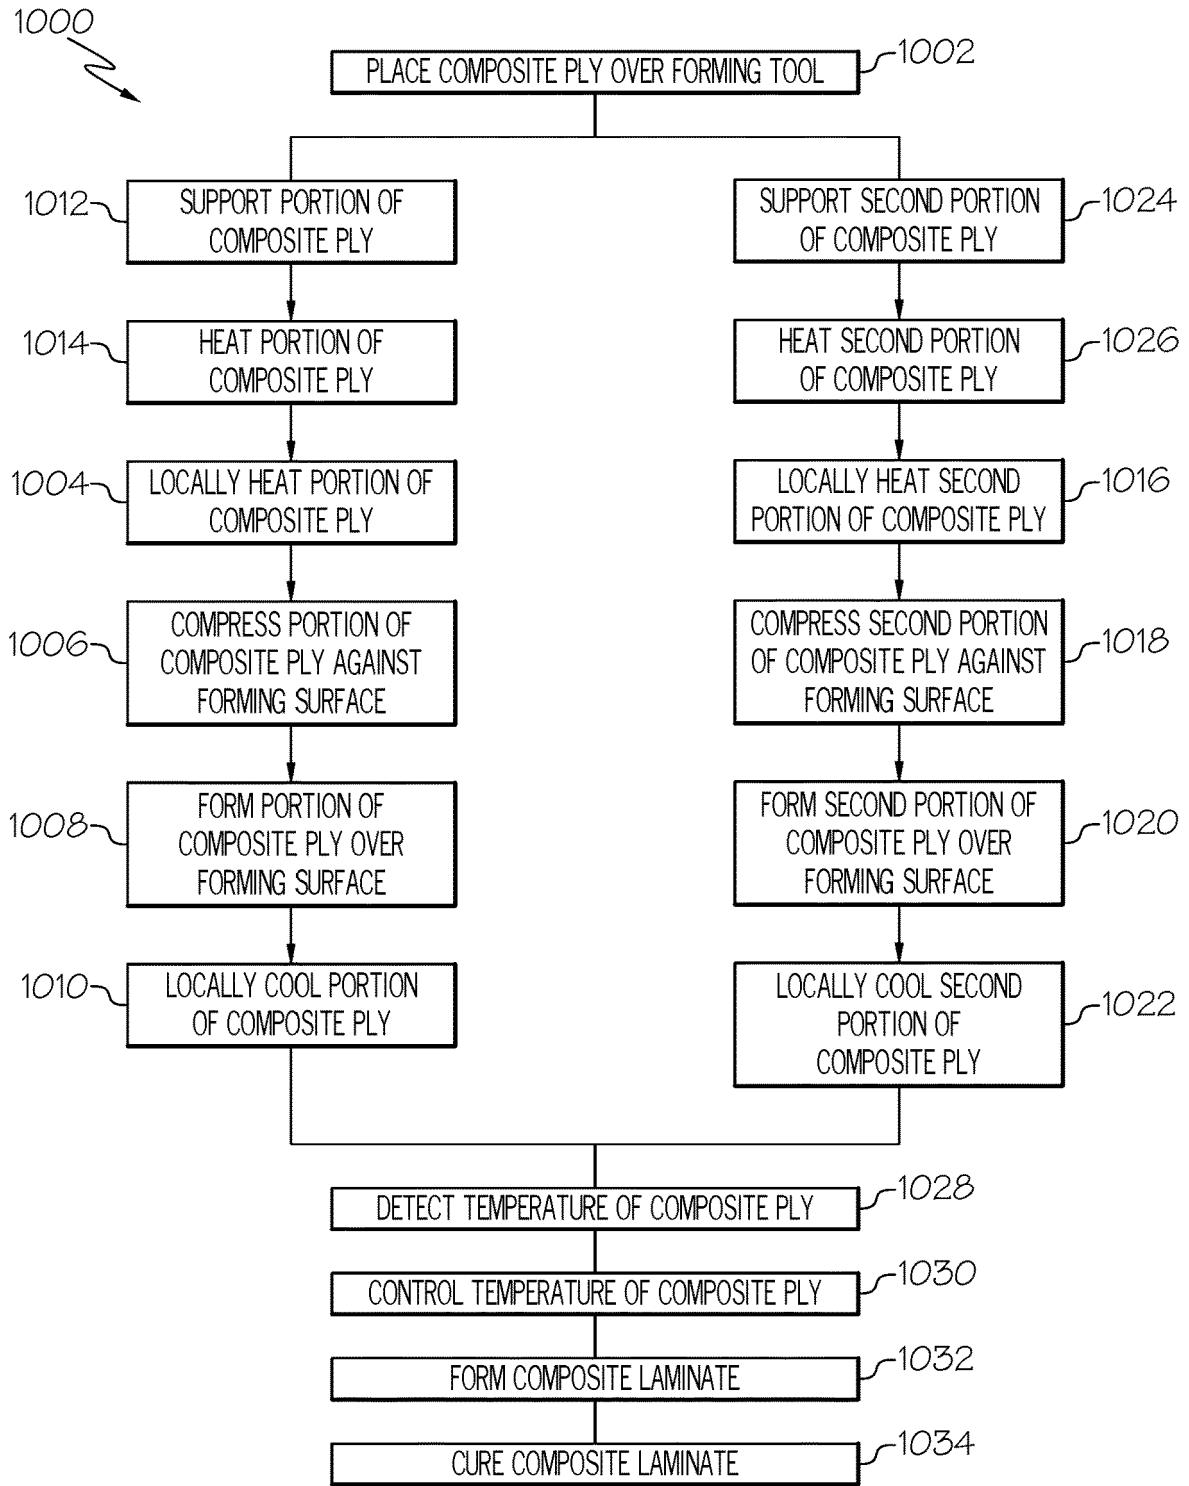 1000
PLACE COMPOSITE PLY OVER FORMING TOOL
1002
1012
SUPPORT PORTION OF
COMPOSITE PLY
1014
HEAT PORTION OF
COMPOSITE PLY
1004
LOCALLY HEAT PORTION OF
COMPOSITE PLY
1006
COMPRESS PORTION OF
COMPOSITE PLY AGAINST
FORMING SURFACE
1008
FORM PORTION OF
COMPOSITE PLY OVER
FORMING SURFACE
1010
LOCALLY COOL PORTION
OF COMPOSITE PLY
SUPPORT SECOND PORTION
OF COMPOSITE PLY
1024
HEAT SECOND PORTION
OF COMPOSITE PLY
1026
LOCALLY HEAT SECOND
PORTION OF COMPOSITE PLY
1016
COMPRESS SECOND PORTION
OF COMPOSITE PLY AGAINST
FORMING SURFACE
1018
FORM SECOND PORTION OF
COMPOSITE PLY OVER
FORMING SURFACE
1020
LOCALLY COOL SECOND
PORTION OF
COMPOSITE PLY
1022
DETECT TEMPERATURE OF COMPOSITE PLY
1028
CONTROL TEMPERATURE OF COMPOSITE PLY
1030
FORM COMPOSITE LAMINATE
1032
CURE COMPOSITE LAMINATE
1034